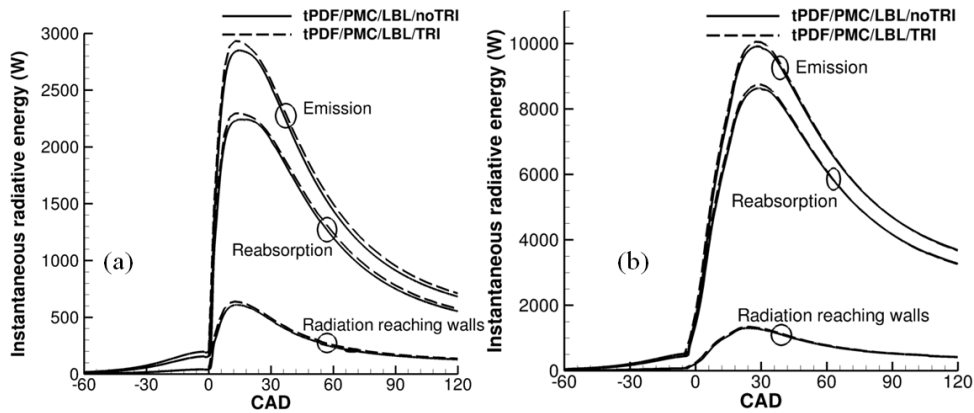 tPDF/PMC/LBL/noTRI
tPDF/PMC/LBL/TRI
Instantaneous radiative energy (W)
3000
2500
2000
1500
1000
500
0
Emission
Reabsorption
Radiation reaching walls
(a)
-60 -30 0 30 60 90 120
CAD
tPDF/PMC/LBL/noTRI
tPDF/PMC/LBL/TRI
Instantaneous radiative energy (W)
10000
8000
6000
4000
2000
0
Emission
Reabsorption
Radiation reaching walls
(b)
-60 -30 0 30 60 90 120
CAD